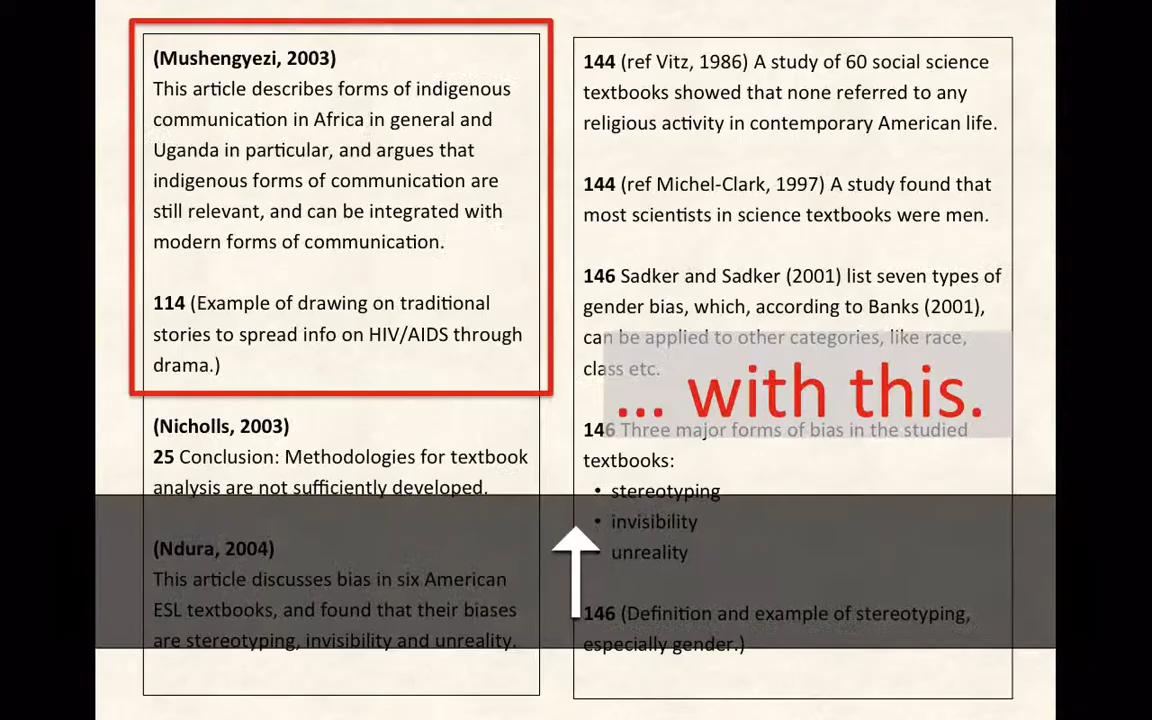 (Mushengyezi, 2003)
This article describes forms of indigenous
communication in Africa in general and
Uganda in particular, and argues that
indigenous forms of communication are
still relevant, and can be integrated with
modern forms of communication.
114 (Example of drawing on traditional
stories to spread info on HIV/AIDS through
drama.)
(Nicholls, 2003)
25 Conclusion: Methodologies for textbook
analysis are not sufficiently developed.
(Ndura, 2004)
This article discusses bias in six American
ESL textbooks, and found that their biases
are stereotyping, invisibility and unreality.
144 (ref Vitz, 1986) A study of 60 social science
textbooks showed that none referred to any
religious activity in contemporary American life.
144 (ref Michel-Clark, 1997) A study found that
most scientists in science textbooks were men.
146 Sadker and Sadker (2001) list seven types of
gender bias, which, according to Banks (2001),
can be applied to other categories, like race,
class etc.
... with this.
146 Three major forms of bias in the studied
textbooks:
• stereotyping
• invisibility
unreality
146 (Definition and example of stereotyping,
especially gender.)